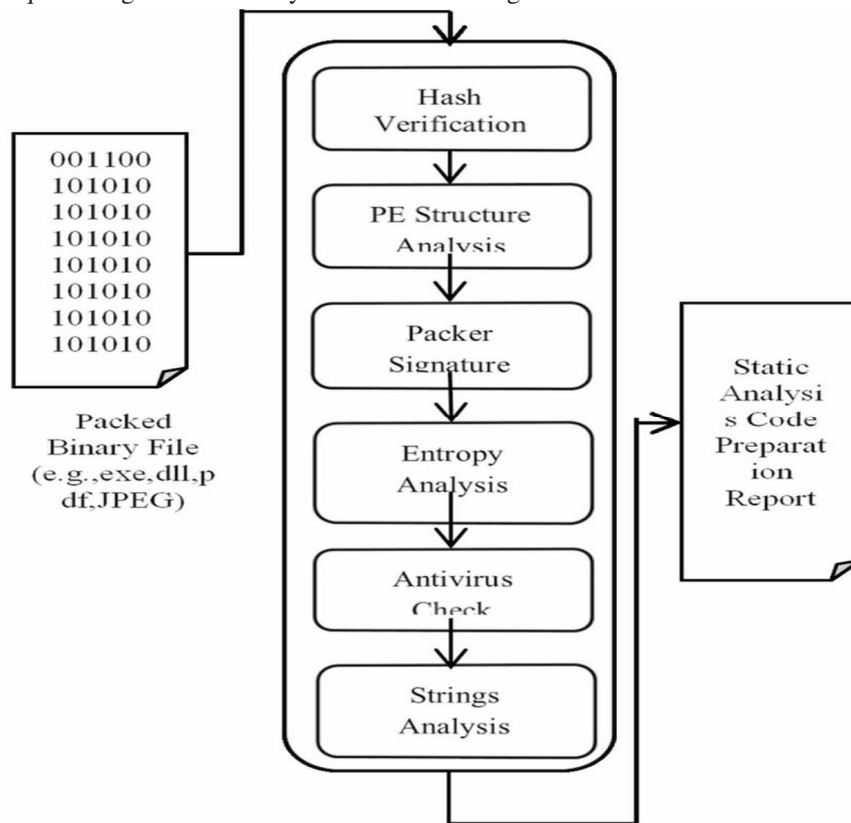 001100
101010
101010
101010
101010
101010
101010
101010
Packed
Binary File
(e.g.,exe,dll,p
df,JPEG)
Hash
Verification
PE Structure
Analysis
Packer
Signature
Entropy
Analysis
Antivirus
Check
Strings
Analysis
Static
Analysi
s Code
Preparat
ion
Report